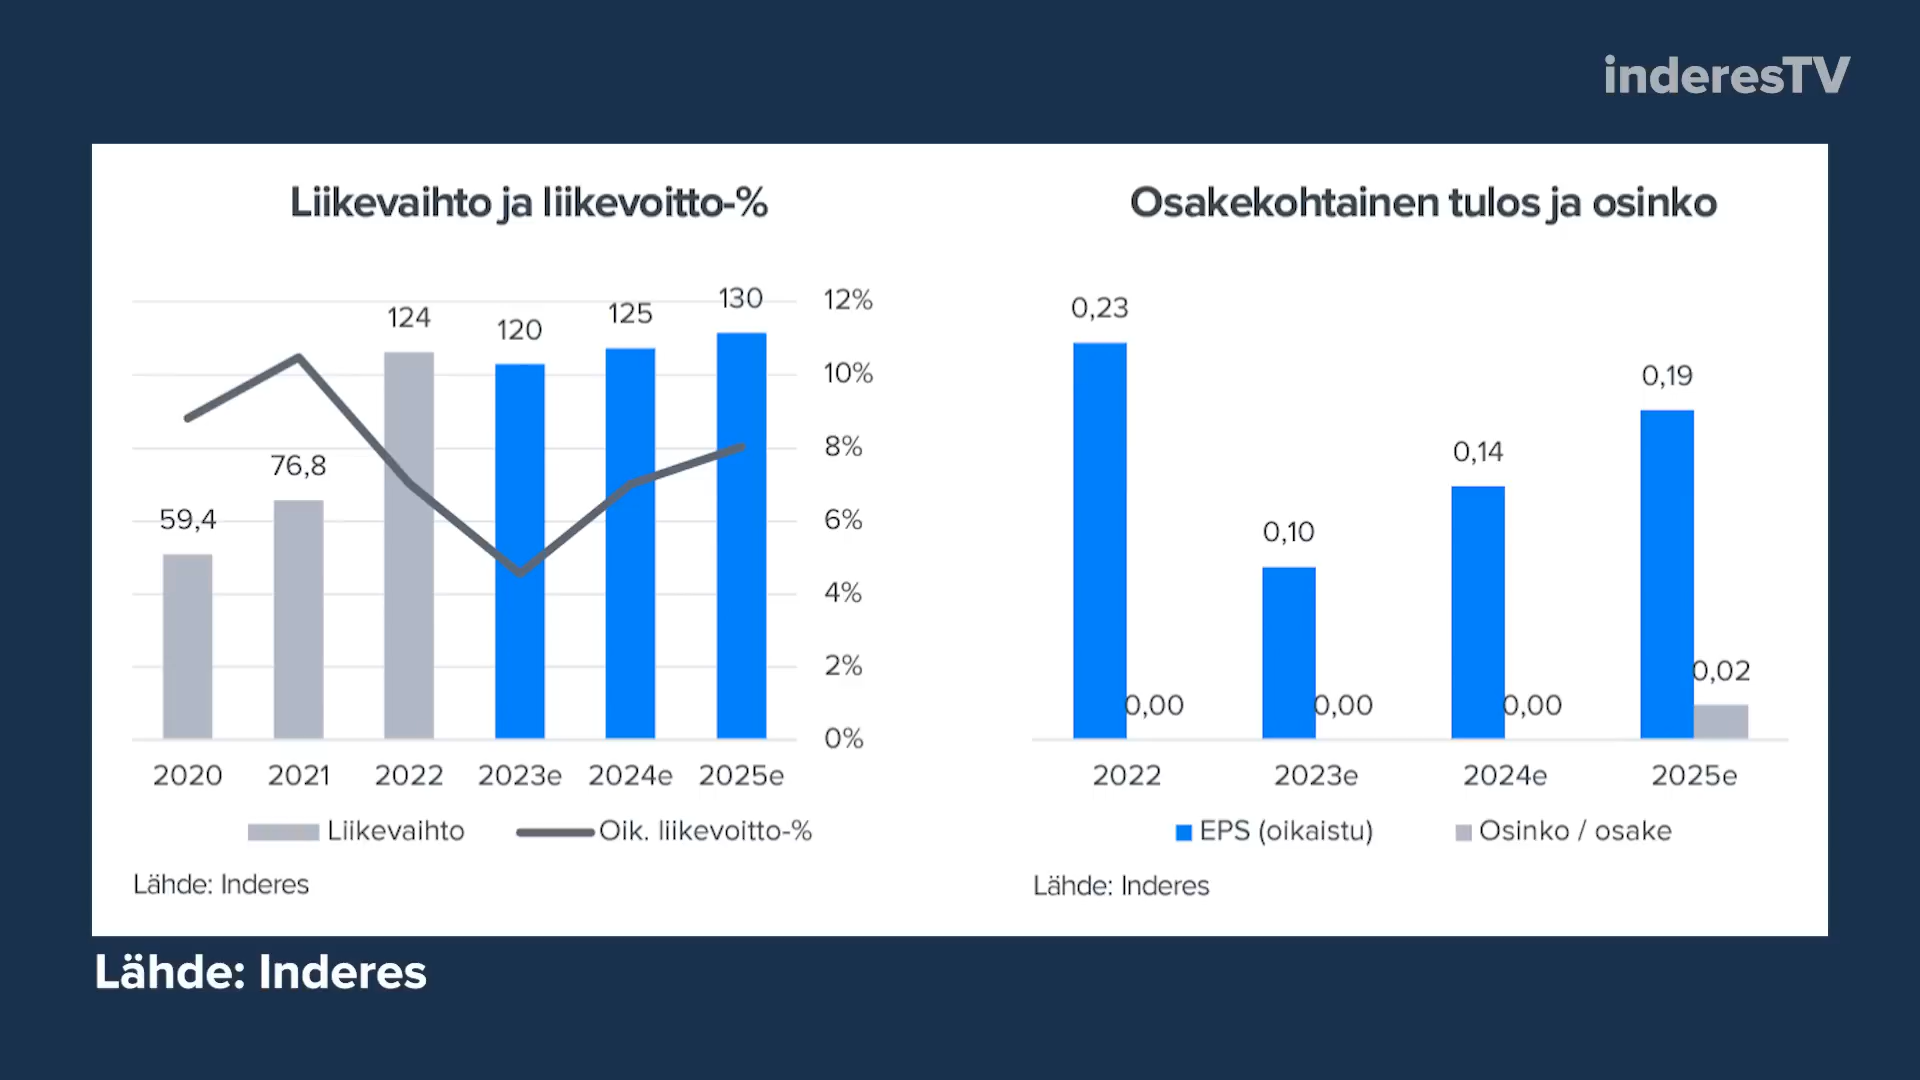 inderesTV
Liikevaihto ja liikevoitto-%
59,4
76,8
124
120
125
130
12%
10%
8%
6%
4%
2%
0%
2020 2021 2022 2023e 2024e 2025e
Liikevaihto Oik. liikevoitto-%
Lähde: Inderes
Osakekohtainen tulos ja osinko
0,23
0,00
0,10
0,00
0,14
0,00
0,19
0,02
2022 2023e 2024e 2025e
EPS (oikaistu) Osinko / osake
Lähde: Inderes
Lähde: Inderes